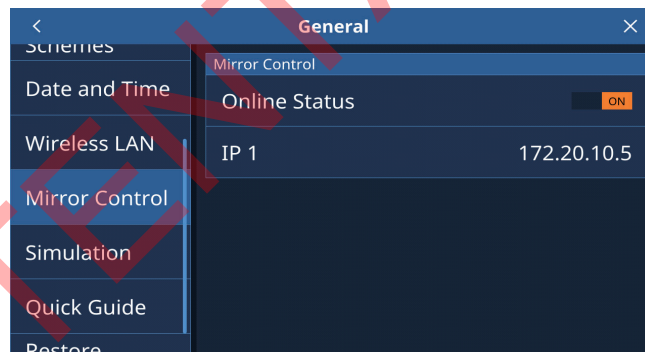 General
Schemes
Date and Time
Wireless LAN
Mirror Control
Simulation
Quick Guide
Restore
Mirror Control
Online Status ON
IP 1 172.20.10.5